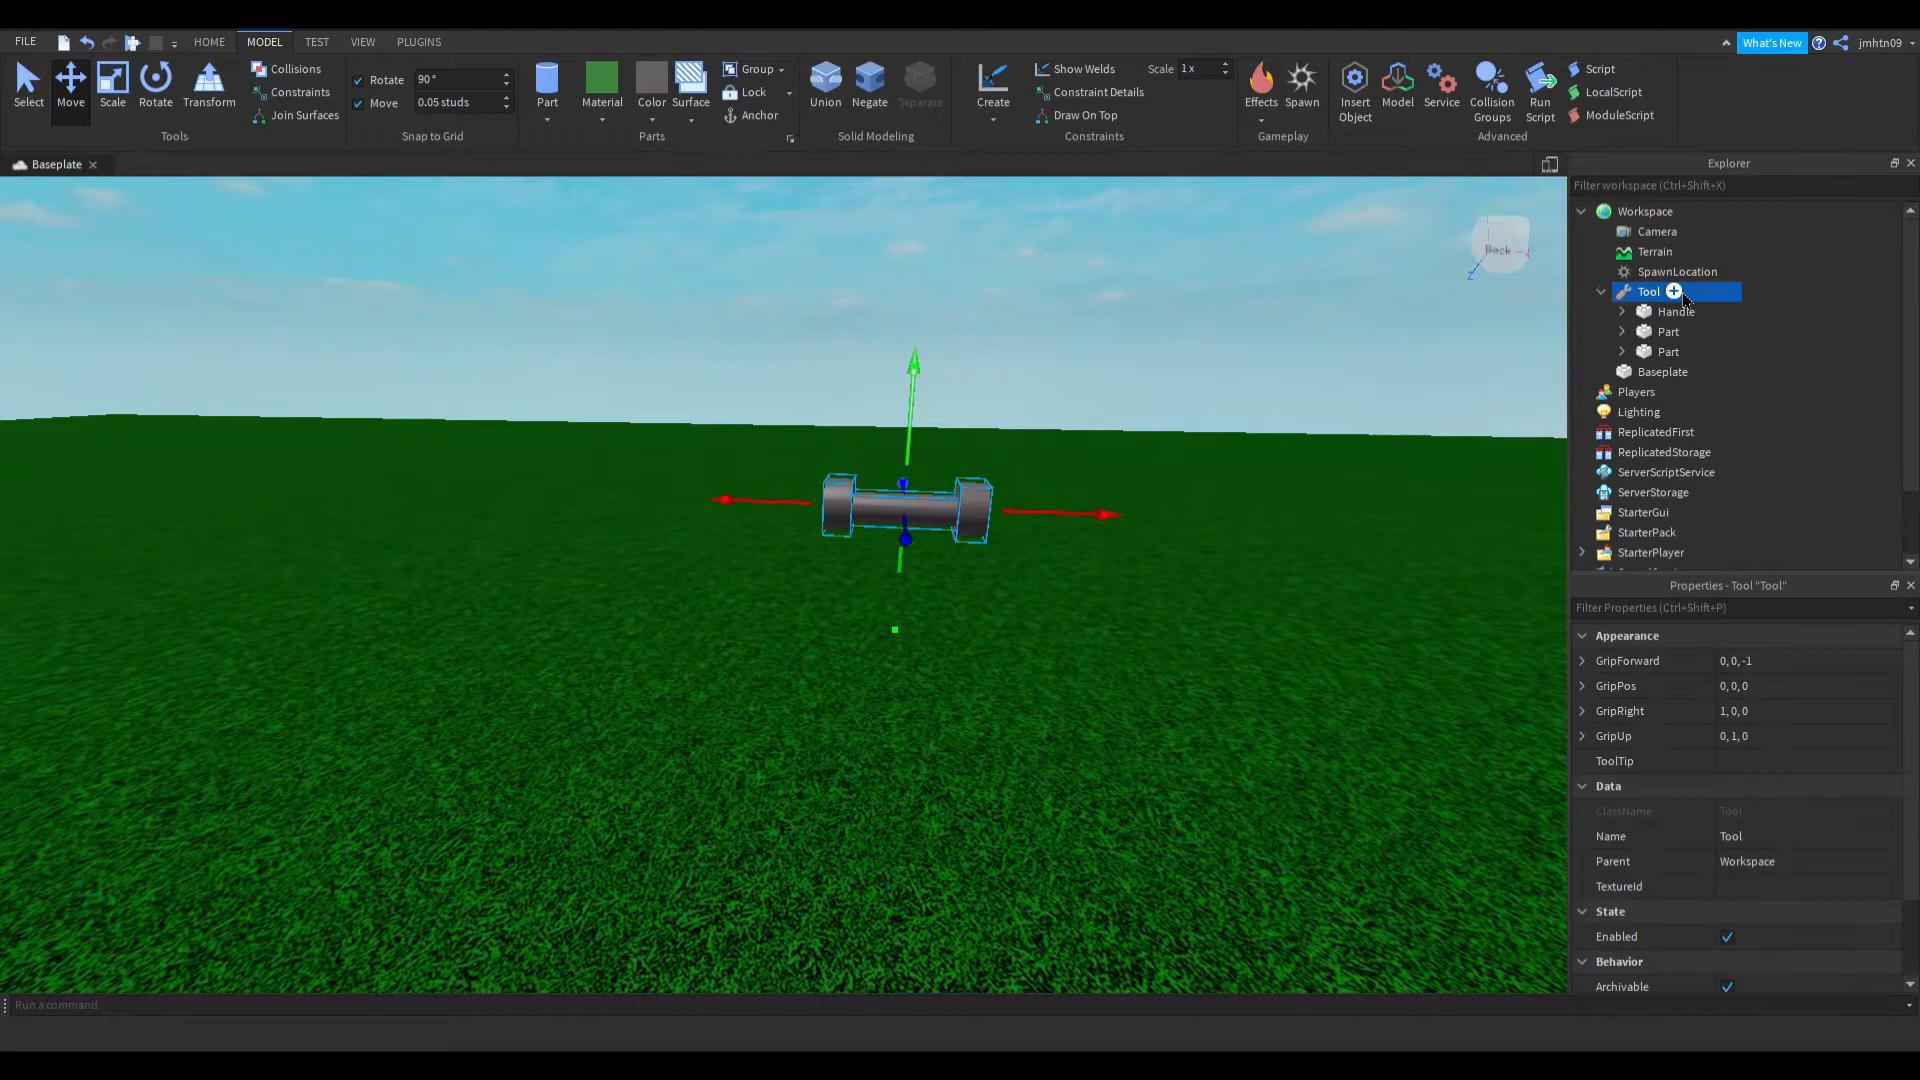 FILE HOME MODEL TEST VIEW PLUGINS What's New jmhtn09
Select Move Scale Rotate Transform
Collisions
Constraints
Join Surfaces
Tools
Rotate 90°
Move 0.05 studs
Snap to Grid
Part Material Color Surface
Group
Lock
Anchor
Parts
Union Negate Separate
Solid Modeling
Create
Show Welds Scale 1 x
Constraint Details
Draw On Top
Constraints
Effects Spawn
Gameplay
Insert Object Model Service Collision Groups Run Script
Script
LocalScript
ModuleScript
Advanced
Baseplate
Back
Z
Explorer
Filter workspace (Ctrl+Shift+X)
Workspace
Camera
Terrain
SpawnLocation
Tool
Handle
Part
Part
Baseplate
Players
Lighting
ReplicatedFirst
ReplicatedStorage
ServerScriptService
ServerStorage
StarterGui
StarterPack
StarterPlayer
Properties - Tool "Tool"
Filter Properties (Ctrl+Shift+P)
Appearance
GripForward 0, 0, -1
GripPos 0, 0, 0
GripRight 1, 0, 0
GripUp 0, 1, 0
ToolTip
Data
ClassName Tool
Name Tool
Parent Workspace
TextureId
State
Enabled
Behavior
Archivable
Run a command